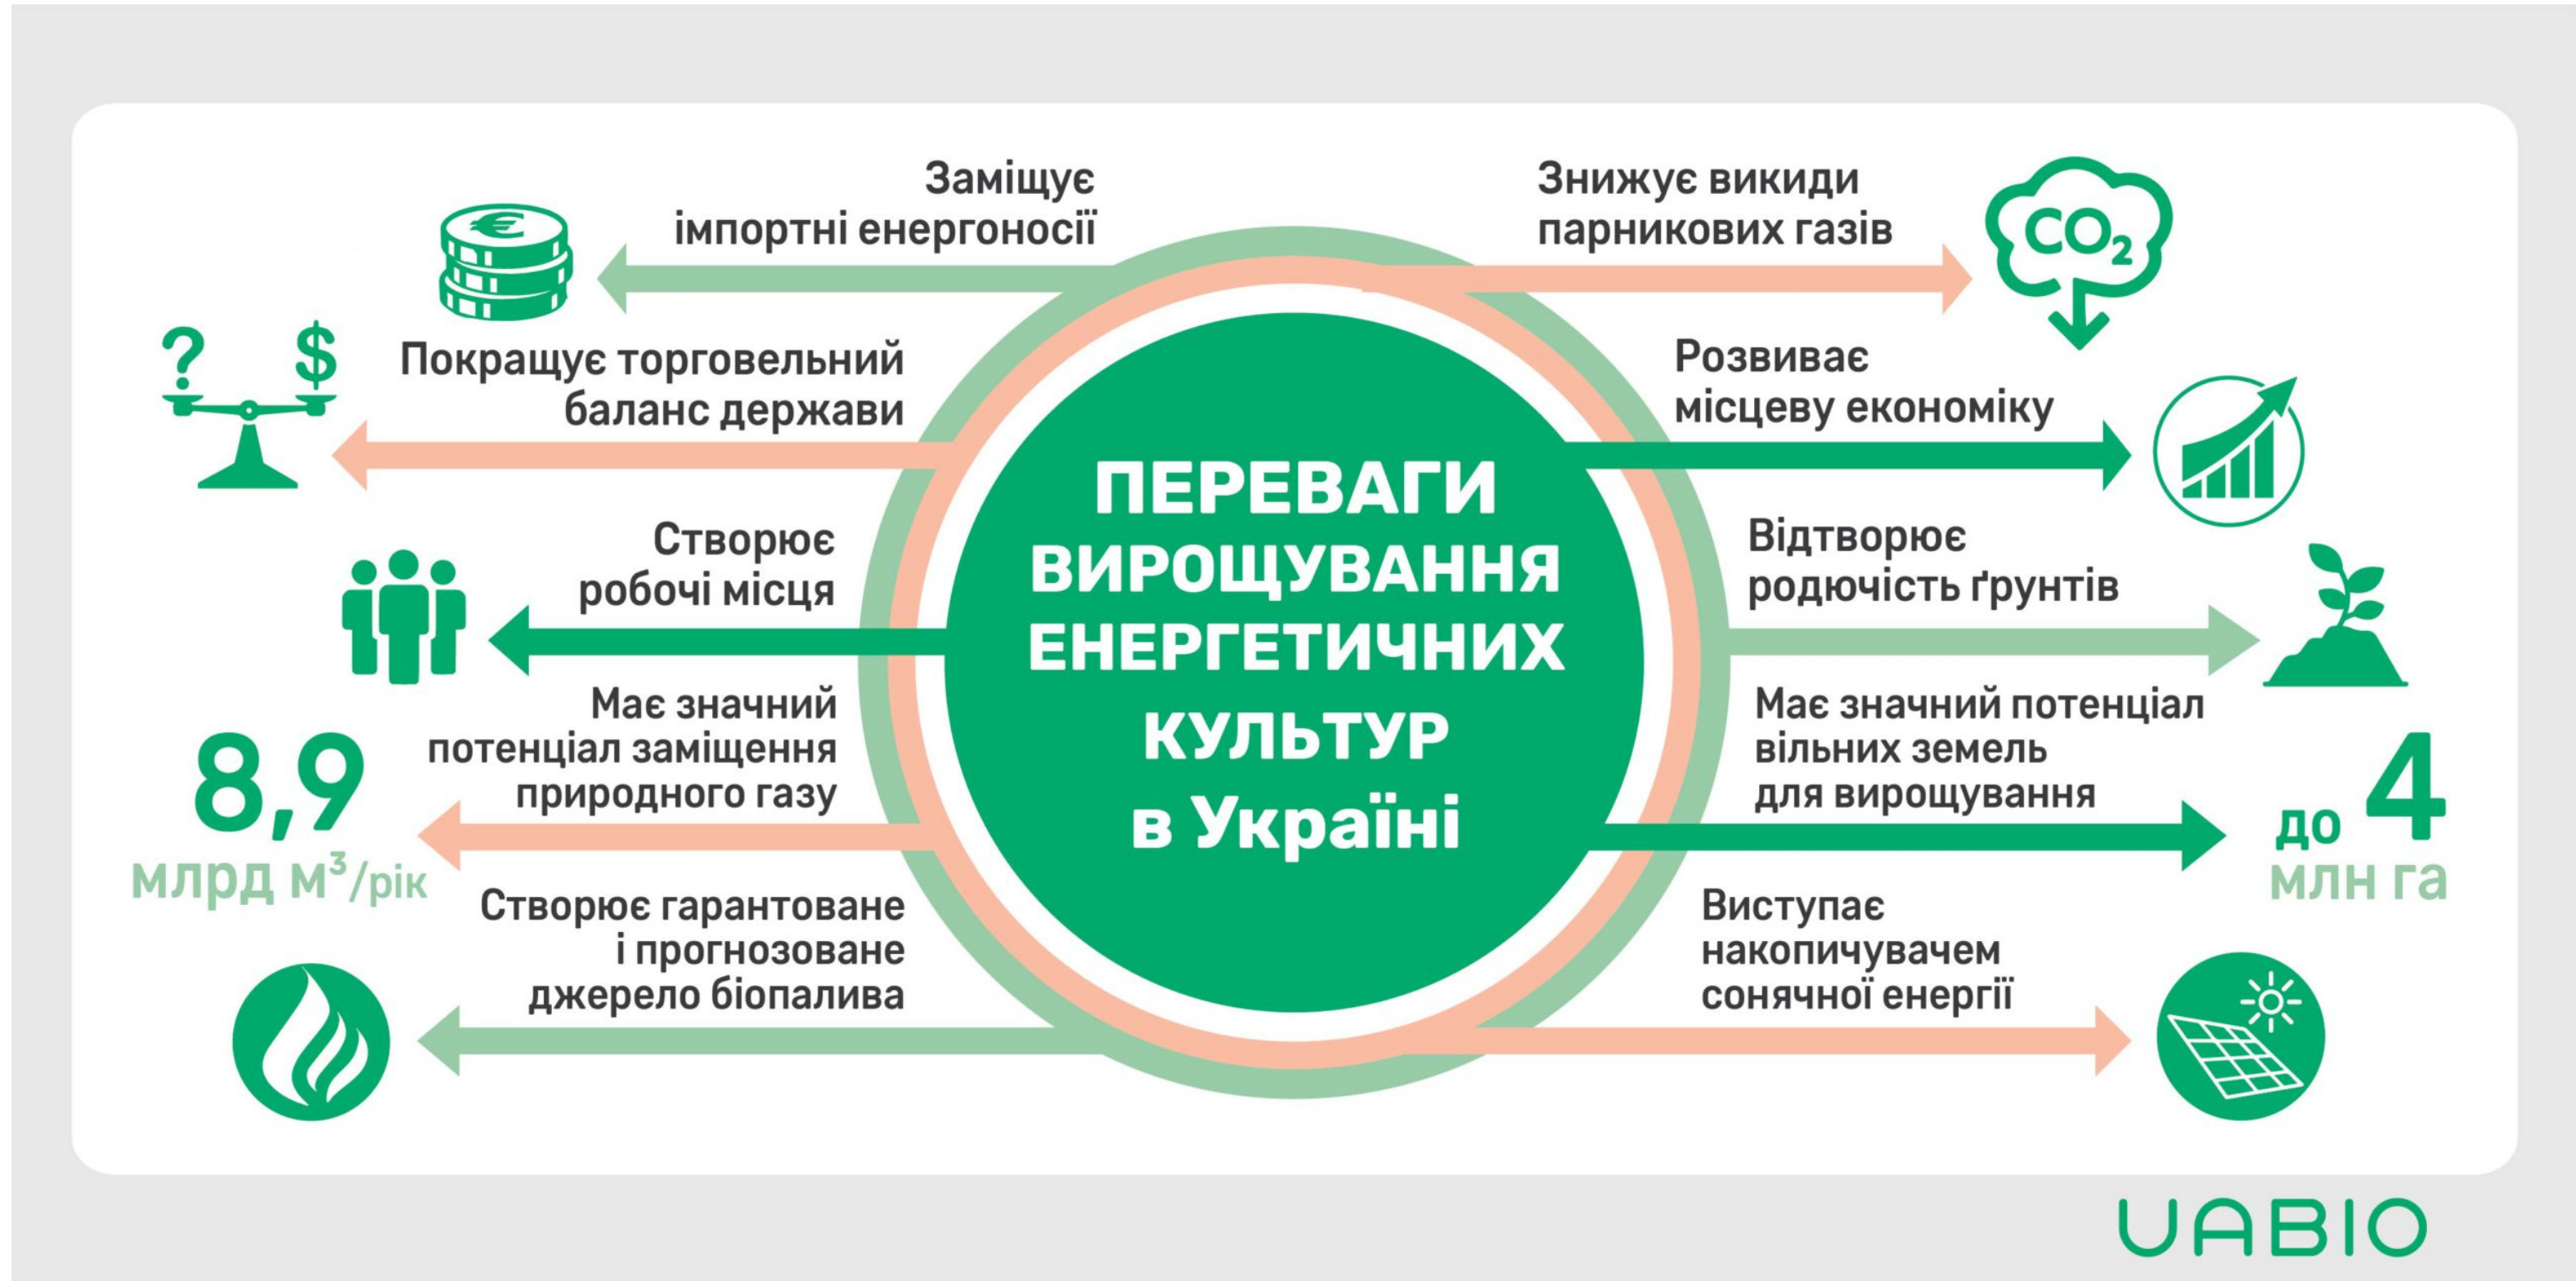 Заміщує
імпортні енергоносії
€
Покращує торговельний
баланс держави
? $
Створює
робочі місця
Має значний
потенціал заміщення
природного газу
8,9
млрд м³/рік
Створює гарантоване
і прогнозоване
джерело біопалива
ПЕРЕВАГИ
ВИРОЩУВАННЯ
ЕНЕРГЕТИЧНИХ
КУЛЬТУР
в Україні
Знижує викиди
парникових газів
CO₂
Розвиває
місцеву економіку
Відтворює
родючість ґрунтів
Має значний потенціал
вільних земель
для вирощування
до 4
млн га
Виступає
накопичувачем
сонячної енергії
UABIO